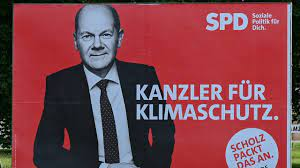 SPD
Soziale
Politik für
Dich.
KANZLER FÜR
KLIMASCHUTZ.
SCHOLZ
PACKT
DAS AN.